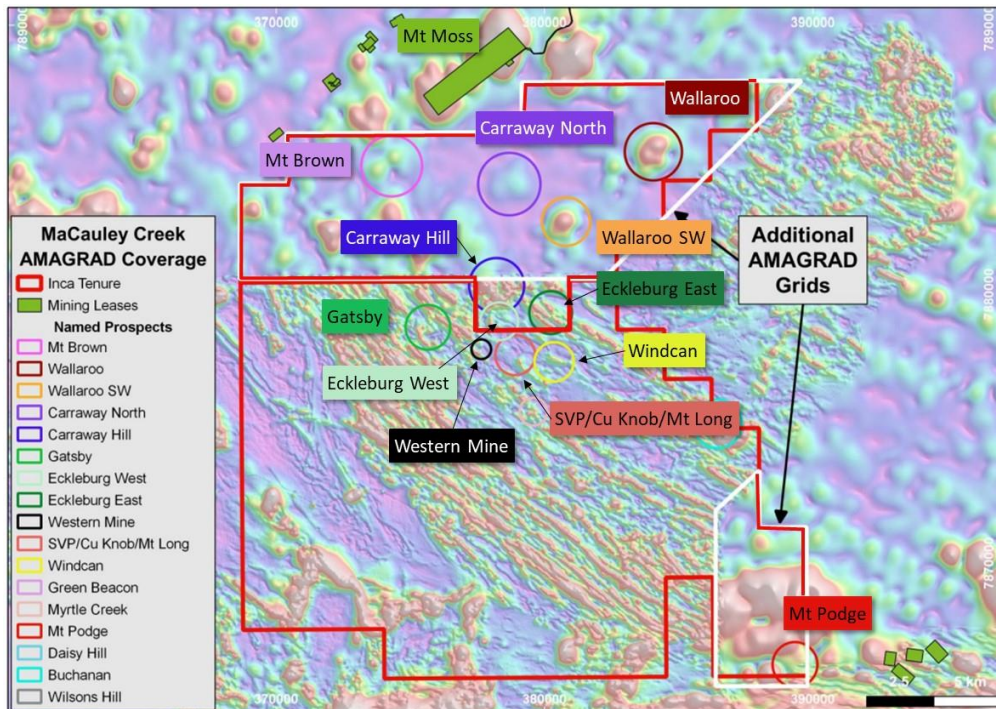 370000
380000
390000
7890000
7890000
Mt Moss
Wallaroo
Carraway North
Mt Brown
Carraway Hill
Wallaroo SW
Additional
AMAGRAD
Grids
MaCauley Creek
AMAGRAD Coverage
Inca Tenure
Mining Leases
Named Prospects
Mt Brown
Wallaroo
Wallaroo SW
Carraway North
Carraway Hill
Gatsby
Eckleburg West
Eckleburg East
Western Mine
SVP/Cu Knob/Mt Long
Windcan
Green Beacon
Myrtle Creek
Mt Podge
Daisy Hill
Buchanan
Wilsons Hill
7880000
Eckleburg East
Gatsby
Windcan
Eckleburg West
SVP/Cu Knob/Mt Long
Western Mine
7870000
Mt Podge
370000
380000
390000
2.5
5 km